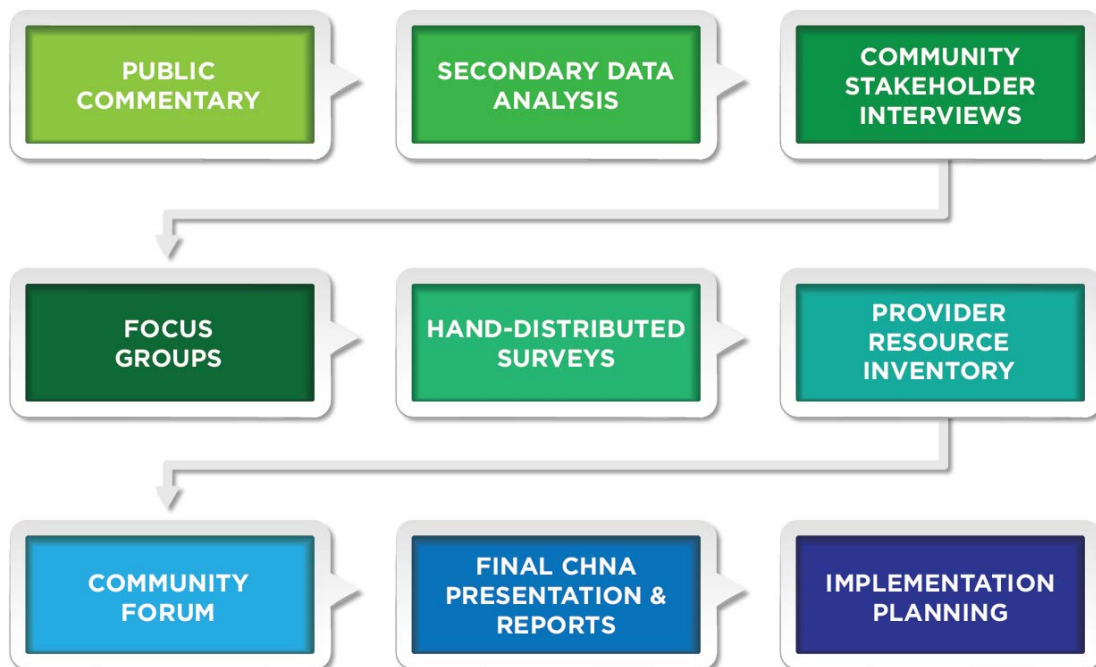 PUBLIC
COMMENTARY
SECONDARY DATA
ANALYSIS
COMMUNITY
STAKEHOLDER
INTERVIEWS
FOCUS
GROUPS
HAND-DISTRIBUTED
SURVEYS
PROVIDER
RESOURCE
INVENTORY
COMMUNITY
FORUM
FINAL CHNA
PRESENTATION &
REPORTS
IMPLEMENTATION
PLANNING